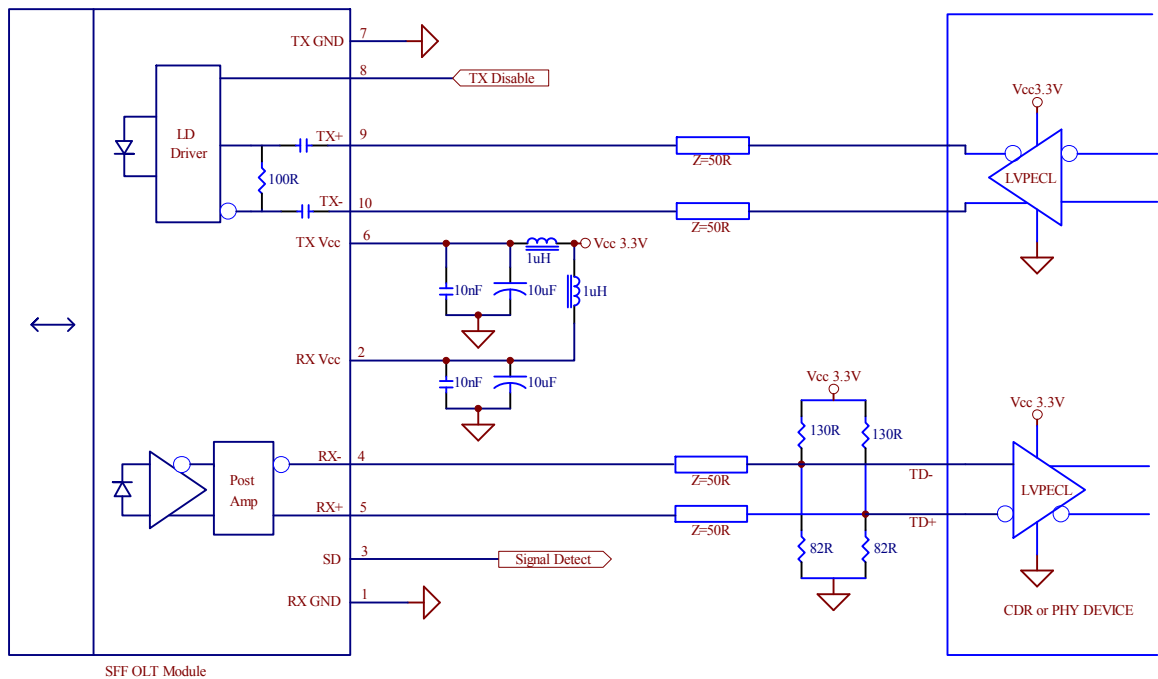 TX GND
7
8
TX Disable
Vcc3.3V
LD
Driver
TX+
9
Z=50R
LVPECL
100R
TX-
10
Z=50R
TX Vcc
6
Vcc 3.3V
1uH
10nF
10uF
1uH
RX Vcc
2
10nF
10uF
Vcc 3.3V
Vcc 3.3V
130R
130R
RX-
4
Z=50R
TD-
Post
Amp
LVPECL
RX+
5
Z=50R
TD+
SD
3
Signal Detect
82R
82R
RX GND
1
CDR or PHY DEVICE
SFF OLT Module